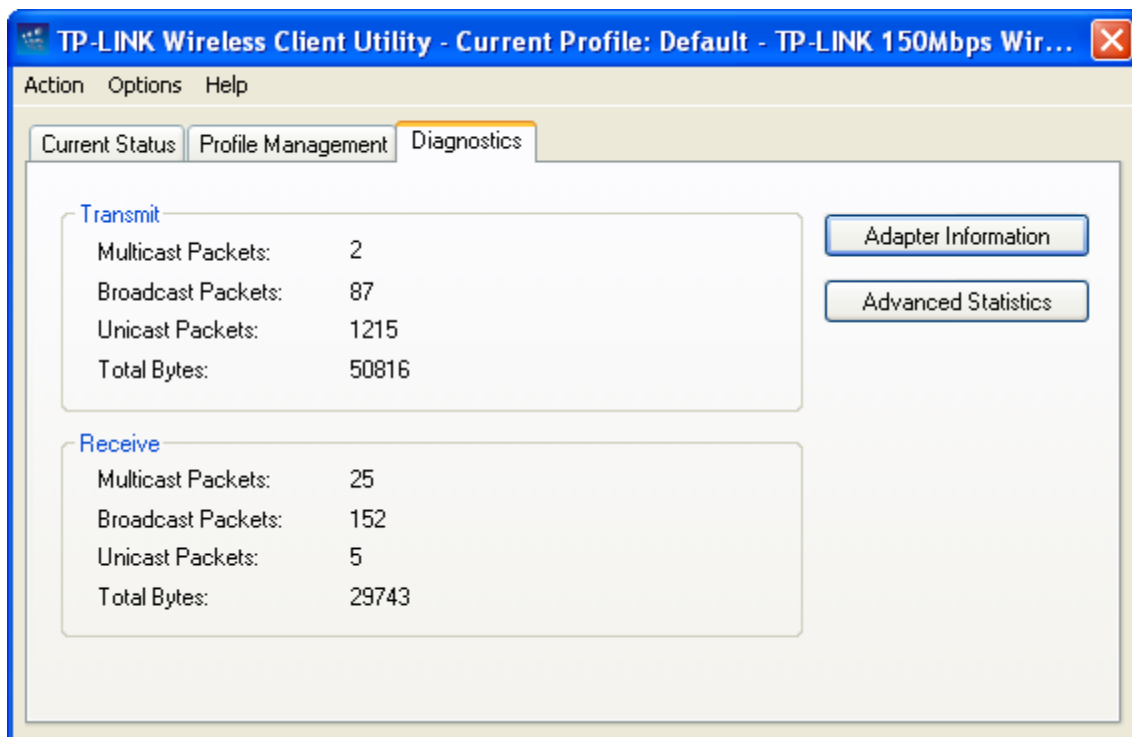 TP-LINK Wireless Client Utility - Current Profile: Default - TP-LINK 150Mbps Wir...
Action Options Help
Current Status Profile Management Diagnostics
Transmit
Multicast Packets: 2
Broadcast Packets: 87
Unicast Packets: 1215
Total Bytes: 50816
Adapter Information
Advanced Statistics
Receive
Multicast Packets: 25
Broadcast Packets: 152
Unicast Packets: 5
Total Bytes: 29743